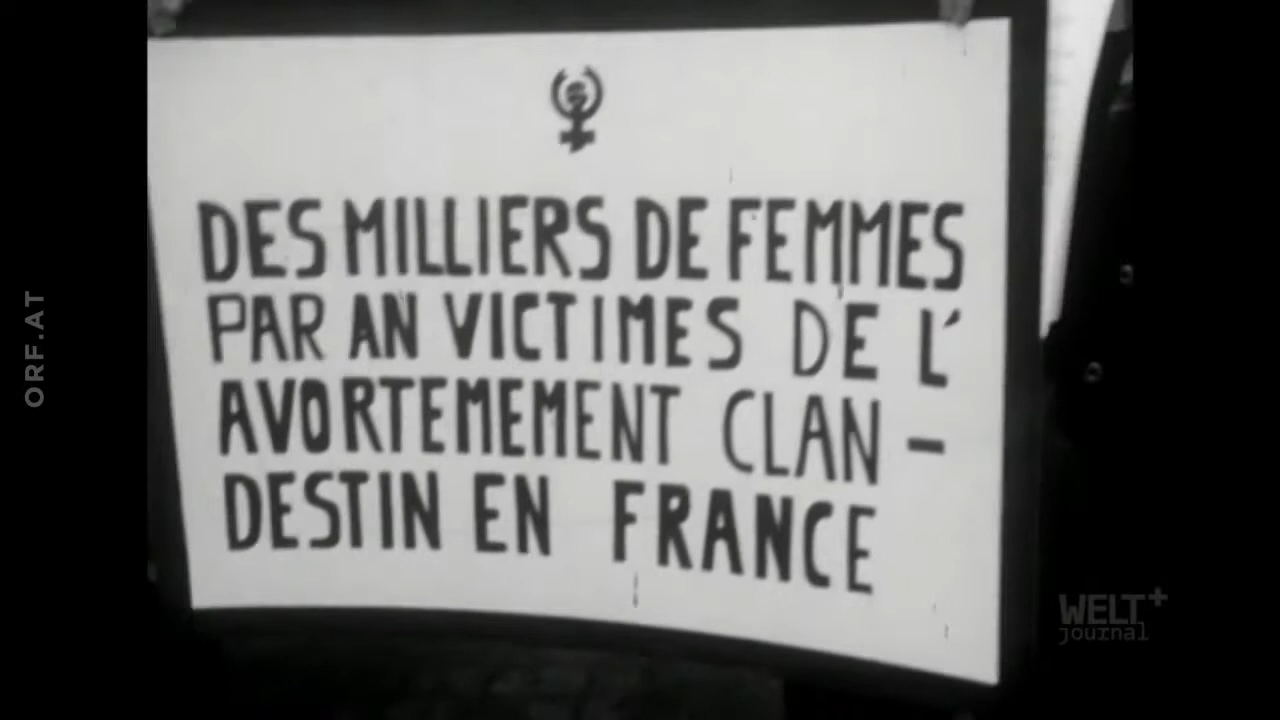 DES MILLIERS DE FEMMES
PAR AN VICTIMES DE L'
AVORTEMEMENT CLAN -
DESTIN EN FRANCE
ORF.AT
WELT+
journal